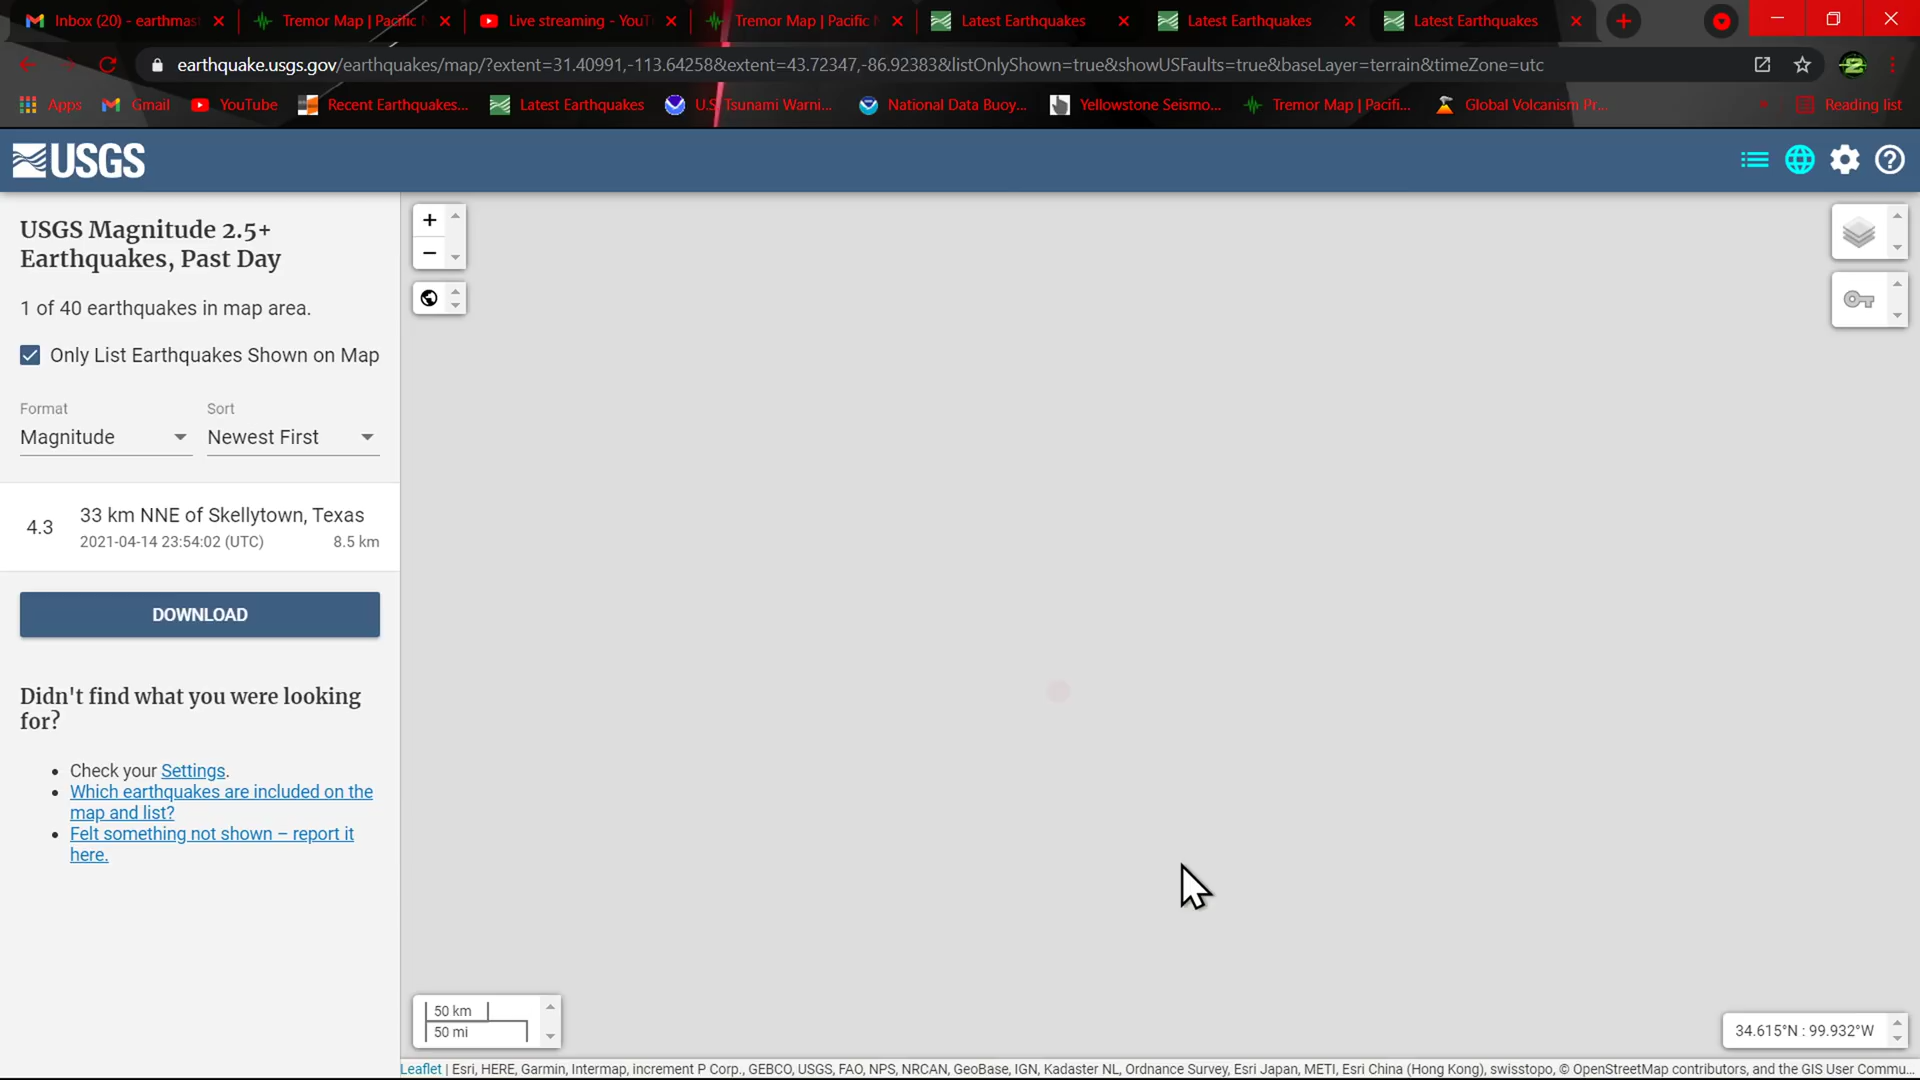 Inbox (20) - earthmast
Tremor Map | Pacific N
Live streaming - YouT
Tremor Map | Pacific N
Latest Earthquakes
Latest Earthquakes
Latest Earthquakes
earthquake.usgs.gov/earthquakes/map/?extent=31.40991,-113.64258&extent=43.72347,-86.92383&listOnlyShown=true&showUSFaults=true&baseLayer=terrain&timeZone=utc
Apps
Gmail
YouTube
Recent Earthquakes...
Latest Earthquakes
U.S. Tsunami Warni...
National Data Buoy...
Yellowstone Seismo...
Tremor Map | Pacifi...
Global Volcanism Pr...
Reading list
USGS
USGS Magnitude 2.5+
Earthquakes, Past Day
1 of 40 earthquakes in map area.
Only List Earthquakes Shown on Map
Format
Sort
Magnitude
Newest First
4.3
33 km NNE of Skellytown, Texas
2021-04-14 23:54:02 (UTC)
8.5 km
DOWNLOAD
Didn't find what you were looking
for?
Check your Settings.
Which earthquakes are included on the
map and list?
Felt something not shown – report it
here.
+
−
50 km
50 mi
34.615°N : 99.932°W
Leaflet | Esri, HERE, Garmin, Intermap, increment P Corp., GEBCO, USGS, FAO, NPS, NRCAN, GeoBase, IGN, Kadaster NL, Ordnance Survey, Esri Japan, METI, Esri China (Hong Kong), swisstopo, © OpenStreetMap contributors, and the GIS User Commu...